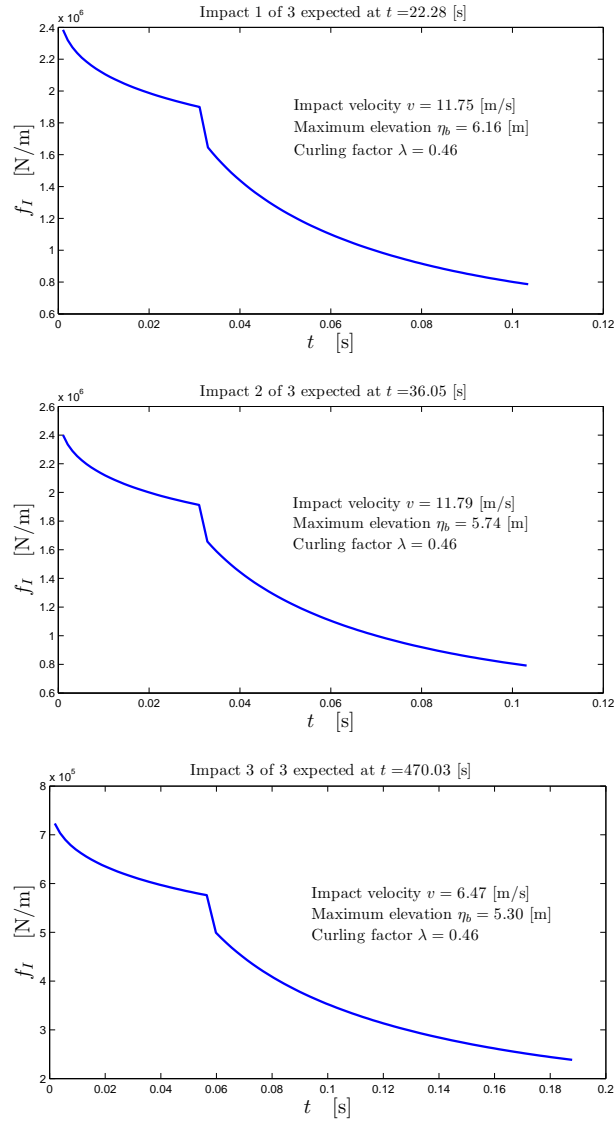 Impact 1 of 3 expected at t =22.28 [s]
x 10⁶
2.4
2.2
2
1.8
1.6
1.4
1.2
1
0.8
0.6
f_I [N/m]
Impact velocity v = 11.75 [m/s]
Maximum elevation η_b = 6.16 [m]
Curling factor λ = 0.46
0 0.02 0.04 0.06 0.08 0.1 0.12
t [s]
Impact 2 of 3 expected at t =36.05 [s]
x 10⁶
2.6
2.4
2.2
2
1.8
1.6
1.4
1.2
1
0.8
0.6
f_I [N/m]
Impact velocity v = 11.79 [m/s]
Maximum elevation η_b = 5.74 [m]
Curling factor λ = 0.46
0 0.02 0.04 0.06 0.08 0.1 0.12
t [s]
Impact 3 of 3 expected at t =470.03 [s]
x 10⁵
8
7
6
5
4
3
2
f_I [N/m]
Impact velocity v = 6.47 [m/s]
Maximum elevation η_b = 5.30 [m]
Curling factor λ = 0.46
0 0.02 0.04 0.06 0.08 0.1 0.12 0.14 0.16 0.18 0.2
t [s]